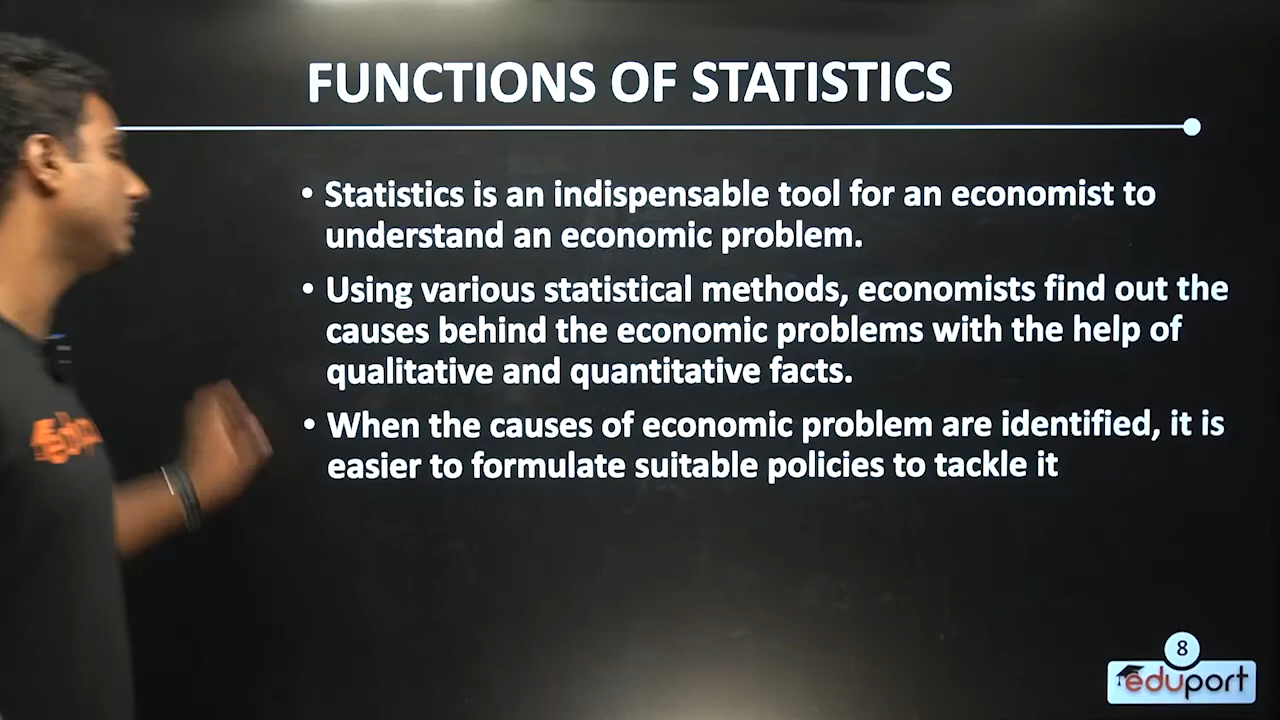 FUNCTIONS OF STATISTICS
• Statistics is an indispensable tool for an economist to
understand an economic problem.
• Using various statistical methods, economists find out the
causes behind the economic problems with the help of
qualitative and quantitative facts.
• When the causes of economic problem are identified, it is
easier to formulate suitable policies to tackle it
8
eduport